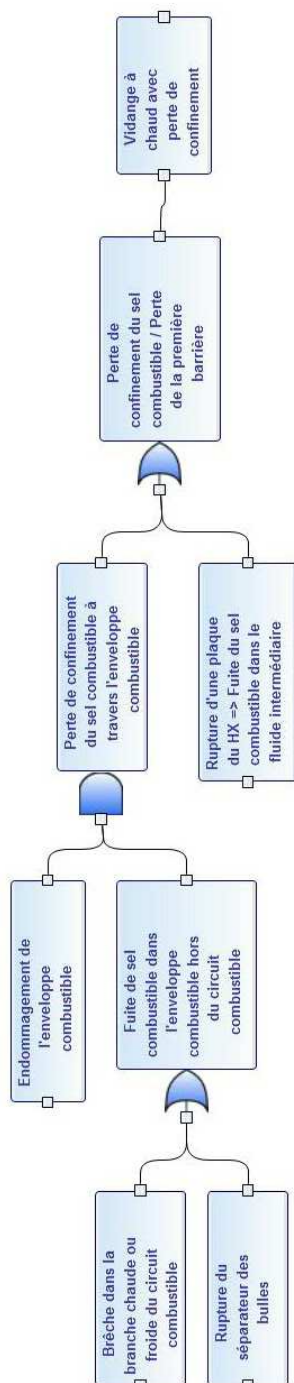 Vidange à
chaud avec
perte de
confinement
Perte de
confinement du sel
combustible / Perte
de la première
barrière
Perte de confinement
du sel combustible à
travers l'enveloppe
combustible
Rupture d'une plaque
du HX => Fuite du sel
combustible dans le
fluide intermédiaire
Endommagement de
l'enveloppe
combustible
Fuite de sel
combustible dans
l'enveloppe
combustible hors
du circuit
combustible
Brêche dans la
branche chaude ou
froide du circuit
combustible
Rupture du
séparateur des
bulles